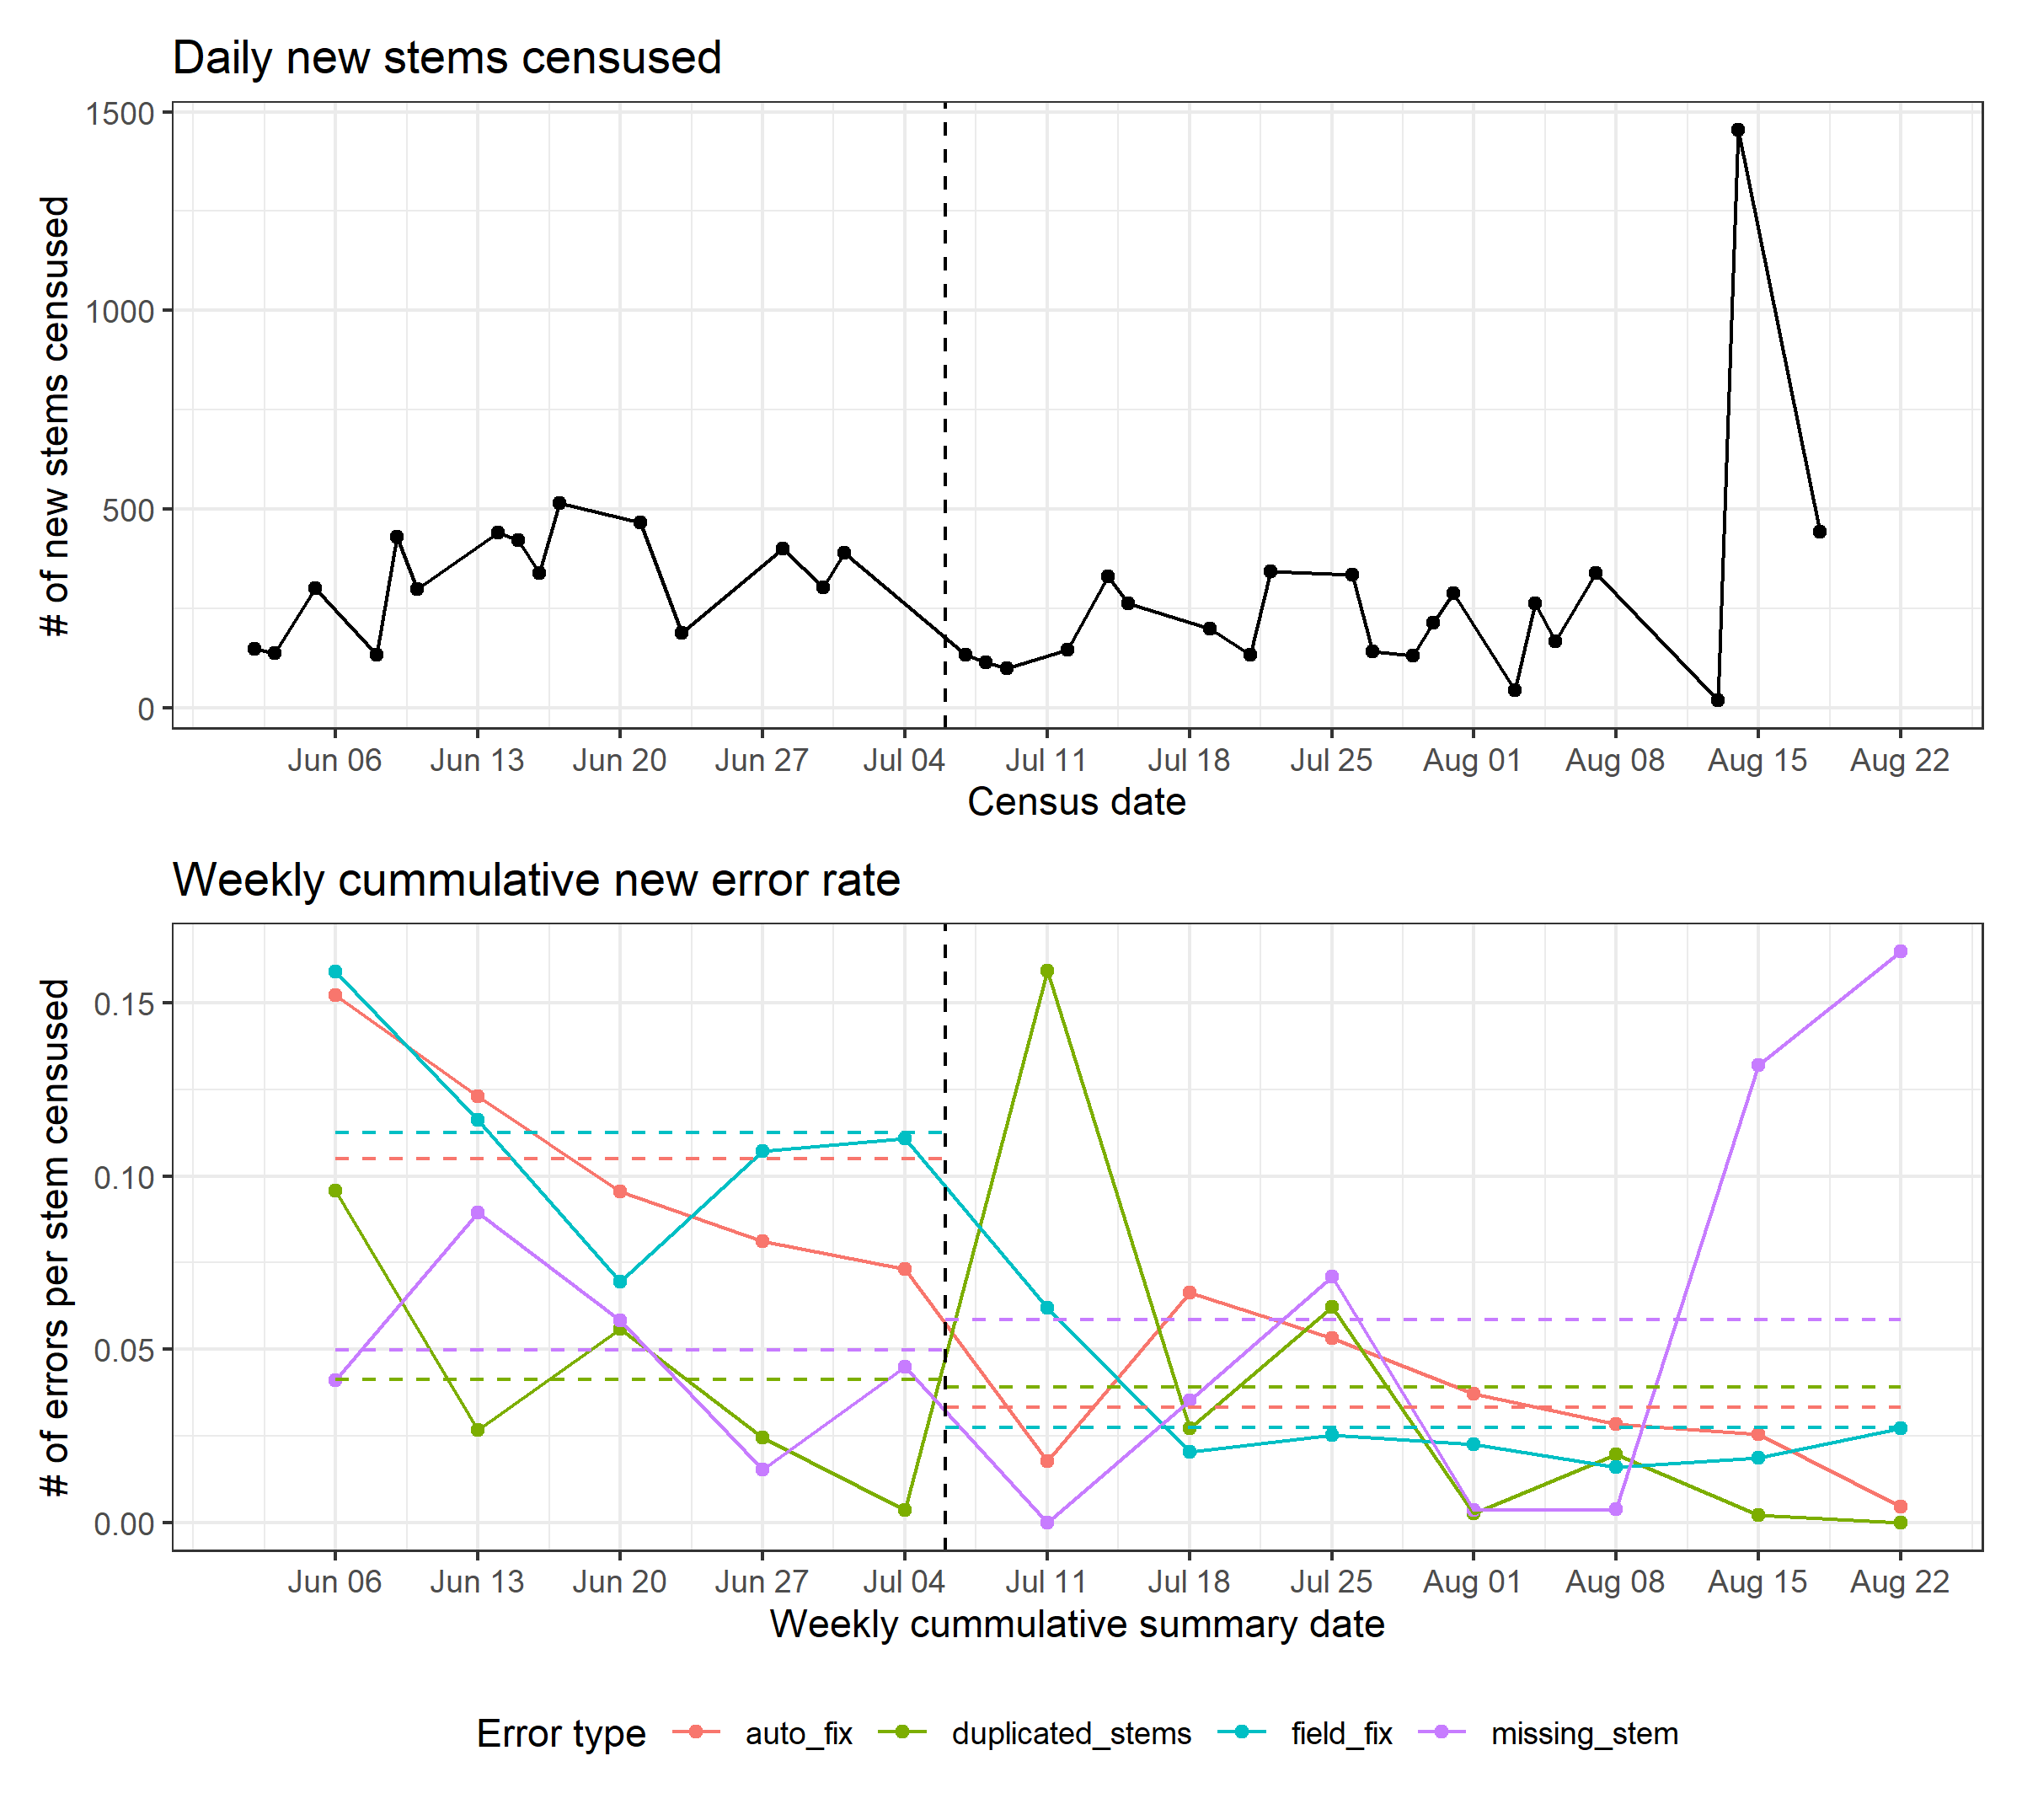 Daily new stems censused
# of new stems censused
1500
1000
500
0
Jun 06 Jun 13 Jun 20 Jun 27 Jul 04 Jul 11 Jul 18 Jul 25 Aug 01 Aug 08 Aug 15 Aug 22
Census date
Weekly cummulative new error rate
# of errors per stem censused
0.15
0.10
0.05
0.00
Jun 06 Jun 13 Jun 20 Jun 27 Jul 04 Jul 11 Jul 18 Jul 25 Aug 01 Aug 08 Aug 15 Aug 22
Weekly cummulative summary date
Error type auto_fix duplicated_stems field_fix missing_stem